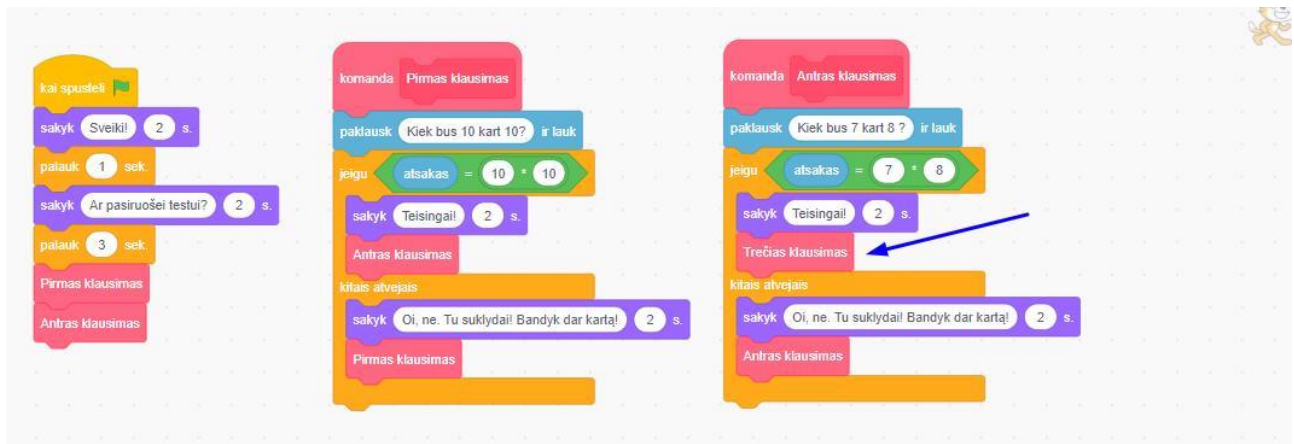 kai spusteli
sakyk Sveiki! 2 s.
palauk 1 sek.
sakyk Ar pasiruošei testui? 2 s.
palauk 3 sek.
Pirmas klausimas
Antras klausimas
komanda Pirmas klausimas
paklausk Kiek bus 10 kart 10? ir lauk
jeigu atsakas = 10 * 10
sakyk Teisingai! 2 s.
Antras klausimas
kitais atvejais
sakyk Oi, ne. Tu suklydai! Bandyk dar kartą! 2 s.
Pirmas klausimas
komanda Antras klausimas
paklausk Kiek bus 7 kart 8 ? ir lauk
jeigu atsakas = 7 * 8
sakyk Teisingai! 2 s.
Trečias klausimas
kitais atvejais
sakyk Oi, ne. Tu suklydai! Bandyk dar kartą! 2 s.
Antras klausimas